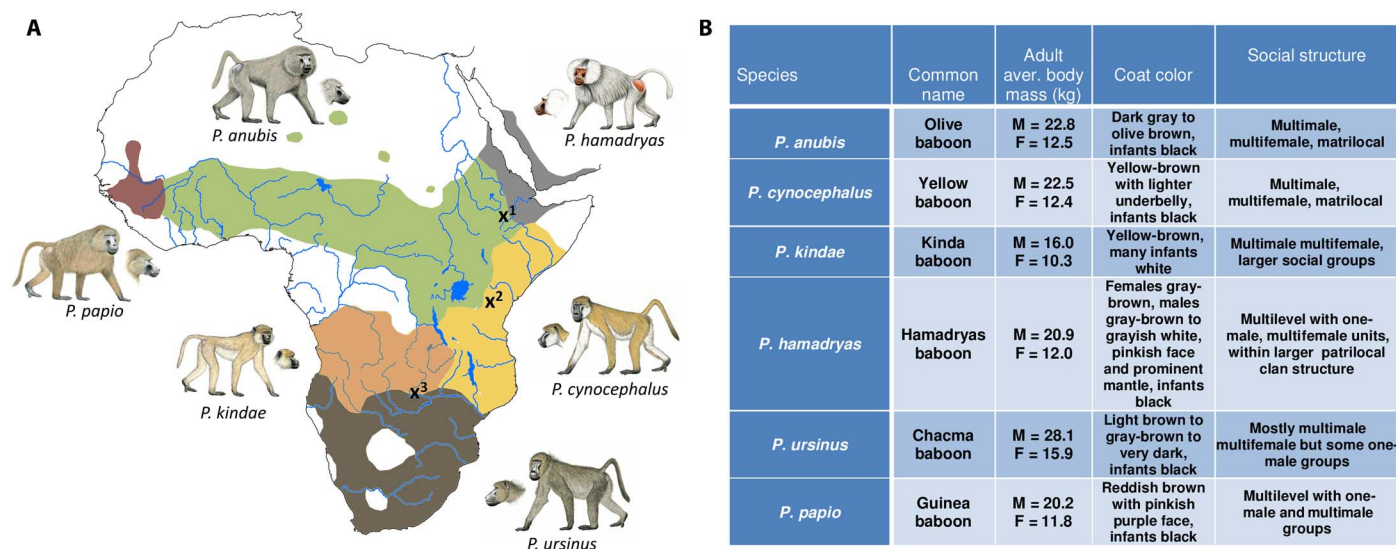 A
P. anubis
P. hamadryas
x1
P. papio
x2
P. kindae
P. cynocephalus
x3
P. ursinus
B
Species
Common
name
Adult
aver. body
mass (kg)
Coat color
Social structure
P. anubis
Olive
baboon
M = 22.8
F = 12.5
Dark gray to
olive brown,
infants black
Multimale,
multifemale, matrilocal
P. cynocephalus
Yellow
baboon
M = 22.5
F = 12.4
Yellow-brown
with lighter
underbelly,
infants black
Multimale,
multifemale, matrilocal
P. kindae
Kinda
baboon
M = 16.0
F = 10.3
Yellow-brown,
many infants
white
Multimale multifemale,
larger social groups
P. hamadryas
Hamadryas
baboon
M = 20.9
F = 12.0
Females gray-
brown, males
gray-brown to
grayish white,
pinkish face
and prominent
mantle, infants
black
Multilevel with one-
male, multifemale units,
within larger patrilocal
clan structure
P. ursinus
Chacma
baboon
M = 28.1
F = 15.9
Light brown to
gray-brown to
very dark,
infants black
Mostly multimale
multifemale but some one-
male groups
P. papio
Guinea
baboon
M = 20.2
F = 11.8
Reddish brown
with pinkish
purple face,
infants black
Multilevel with one-
male and multimale
groups